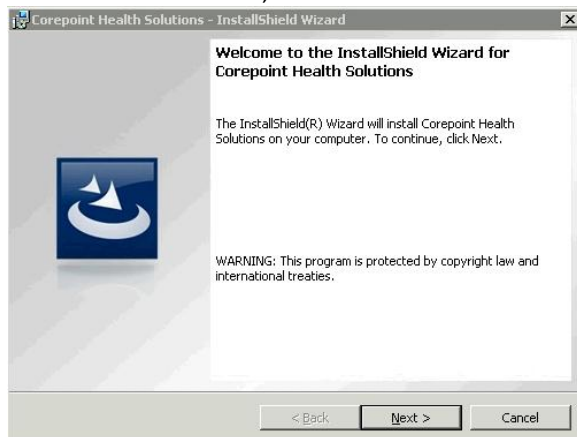 Corepoint Health Solutions - InstallShield Wizard
Welcome to the InstallShield Wizard for
Corepoint Health Solutions
The InstallShield(R) Wizard will install Corepoint Health
Solutions on your computer. To continue, click Next.
WARNING: This program is protected by copyright law and
international treaties.
< Back
Next >
Cancel